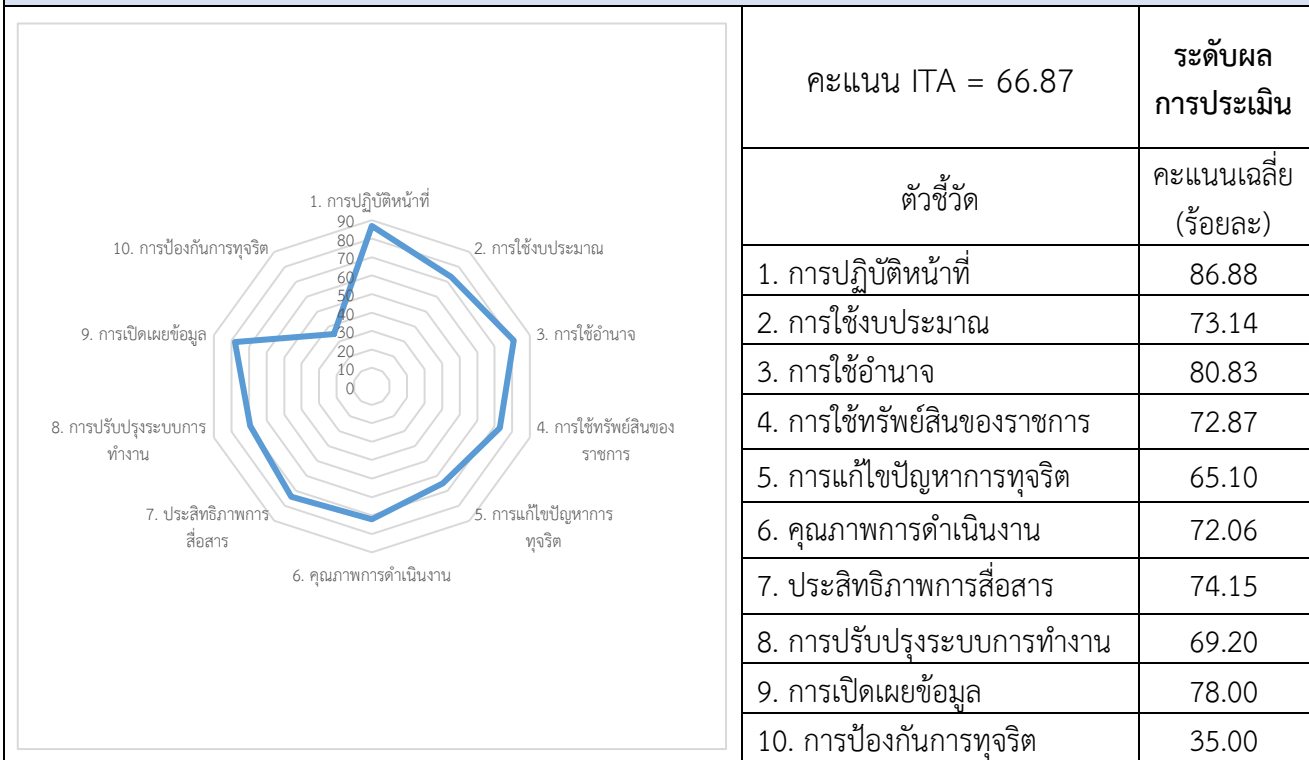 1. การปฏิบัติหน้าที่
90
80
70
60
50
40
30
20
10
0
2. การใช้งบประมาณ
3. การใช้อำนาจ
4. การใช้ทรัพย์สินของ
ราชการ
5. การแก้ไขปัญหาการ
ทุจริต
6. คุณภาพการดำเนินงาน
7. ประสิทธิภาพการ
สื่อสาร
8. การปรับปรุงระบบการ
ทำงาน
9. การเปิดเผยข้อมูล
10. การป้องกันการทุจริต
คะแนน ITA = 66.87
ระดับผล
การประเมิน
ตัวชี้วัด
คะแนนเฉลี่ย
(ร้อยละ)
1. การปฏิบัติหน้าที่ 86.88
2. การใช้งบประมาณ 73.14
3. การใช้อำนาจ 80.83
4. การใช้ทรัพย์สินของราชการ 72.87
5. การแก้ไขปัญหาการทุจริต 65.10
6. คุณภาพการดำเนินงาน 72.06
7. ประสิทธิภาพการสื่อสาร 74.15
8. การปรับปรุงระบบการทำงาน 69.20
9. การเปิดเผยข้อมูล 78.00
10. การป้องกันการทุจริต 35.00